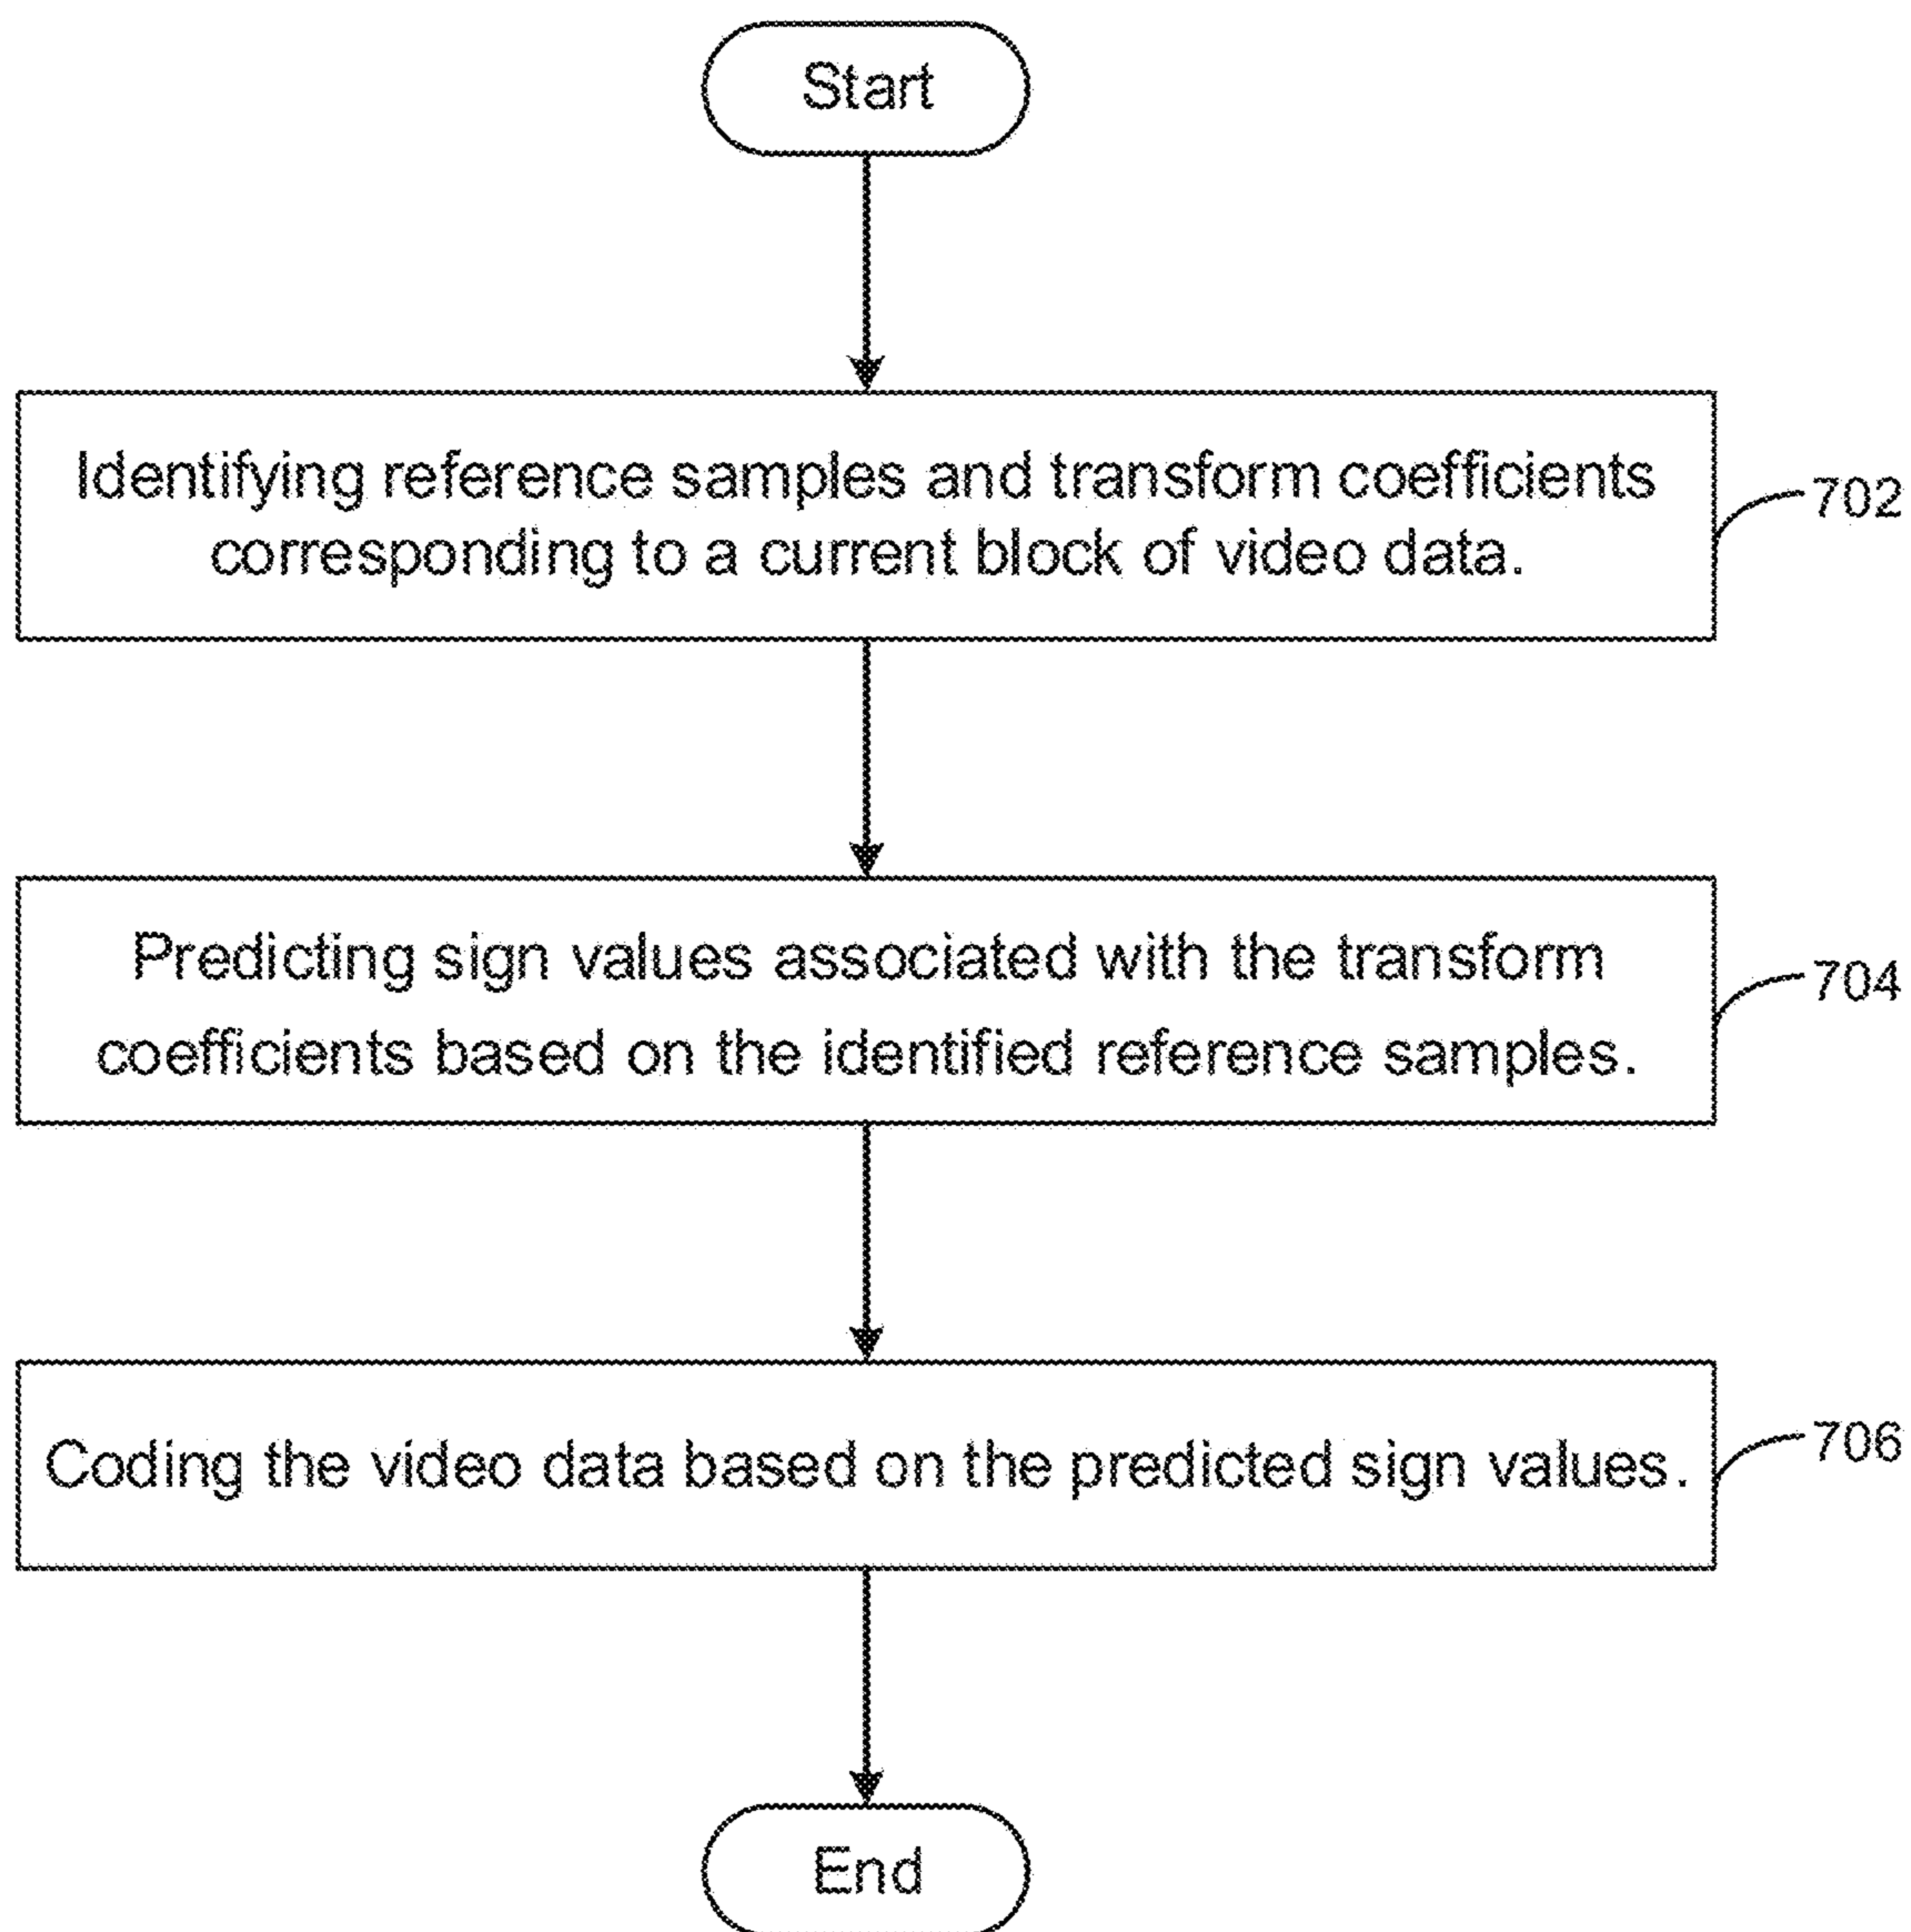 Start
Identifying reference samples and transform coefficients
corresponding to a current block of video data.
702
Predicting sign values associated with the transform
coefficients based on the identified reference samples.
704
Coding the video data based on the predicted sign values.
706
End